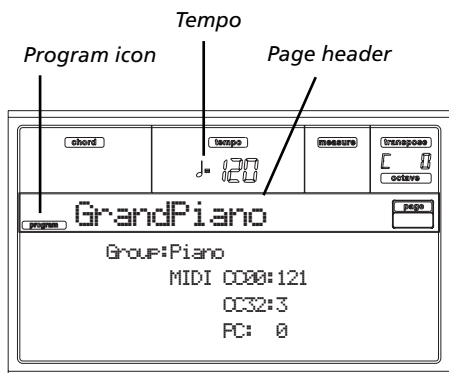 Tempo
Program icon
Page header
chord
tempo
measure
transpose
♩= 120
C 0
octave
program
GrandPiano
page
Group:Piano
MIDI CC00:121
CC32:3
PC: 0